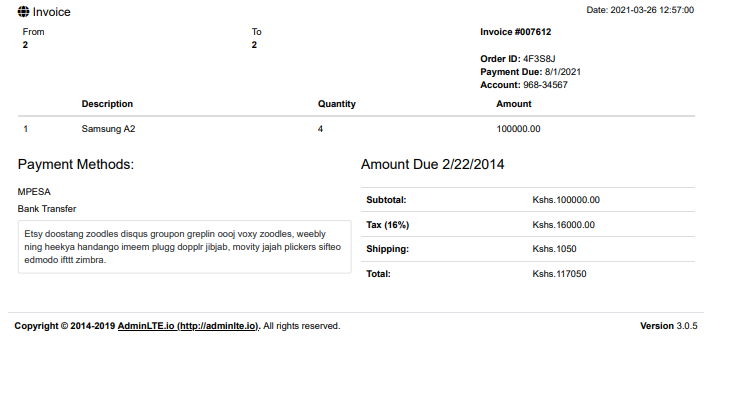 Invoice
Date: 2021-03-26 12:57:00
From
2
To
2
Invoice #007612
Order ID: 4F3S8J
Payment Due: 8/1/2021
Account: 968-34567
Description Quantity Amount
1 Samsung A2 4 100000.00
Payment Methods:
MPESA
Bank Transfer
Etsy doostang zoodles disqus groupon greplin oooj voxy zoodles, weebly
ning heekya handango imeem plugg dopplr jibjab, movity jajah plickers sifteo
edmodo ifttt zimbra.
Amount Due 2/22/2014
Subtotal: Kshs.100000.00
Tax (16%) Kshs.16000.00
Shipping: Kshs.1050
Total: Kshs.117050
Copyright © 2014-2019 AdminLTE.io (http://adminlte.io). All rights reserved.
Version 3.0.5